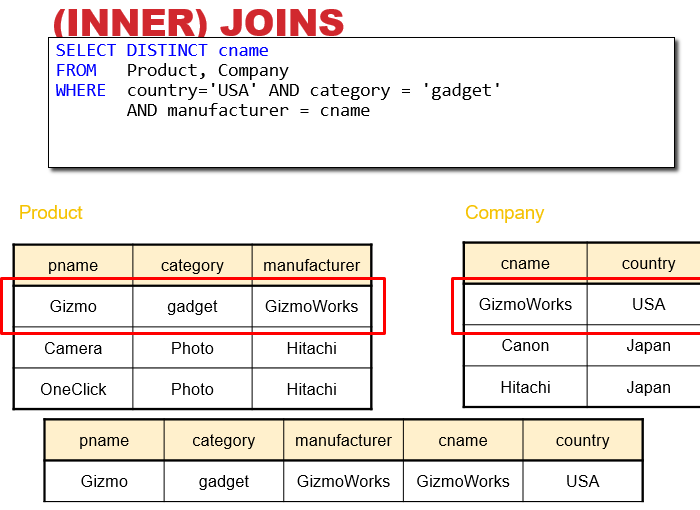 (INNER) JOINS
SELECT DISTINCT cname
FROM Product, Company
WHERE country='USA' AND category = 'gadget'
AND manufacturer = cname
Product
pname category manufacturer
Gizmo gadget GizmoWorks
Camera Photo Hitachi
OneClick Photo Hitachi
Company
cname country
GizmoWorks USA
Canon Japan
Hitachi Japan
pname category manufacturer cname country
Gizmo gadget GizmoWorks GizmoWorks USA